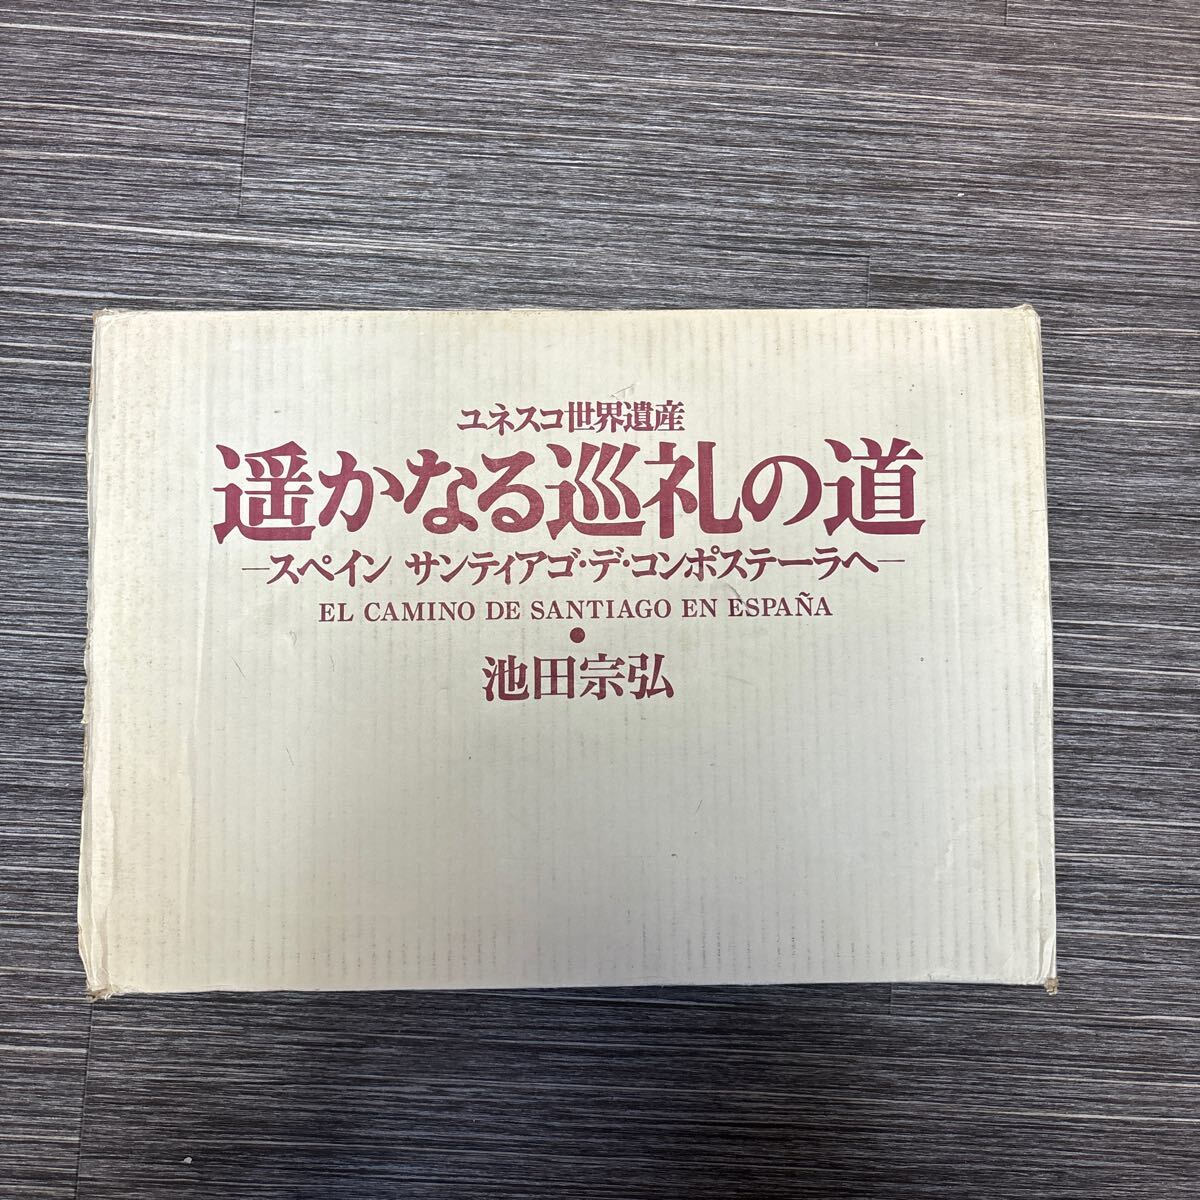 ユネスコ世界遺産
遥かなる巡礼の道
―スペイン サンティアゴ・デ・コンポステーラへ―
EL CAMINO DE SANTIAGO EN ESPAÑA
●
池田宗弘